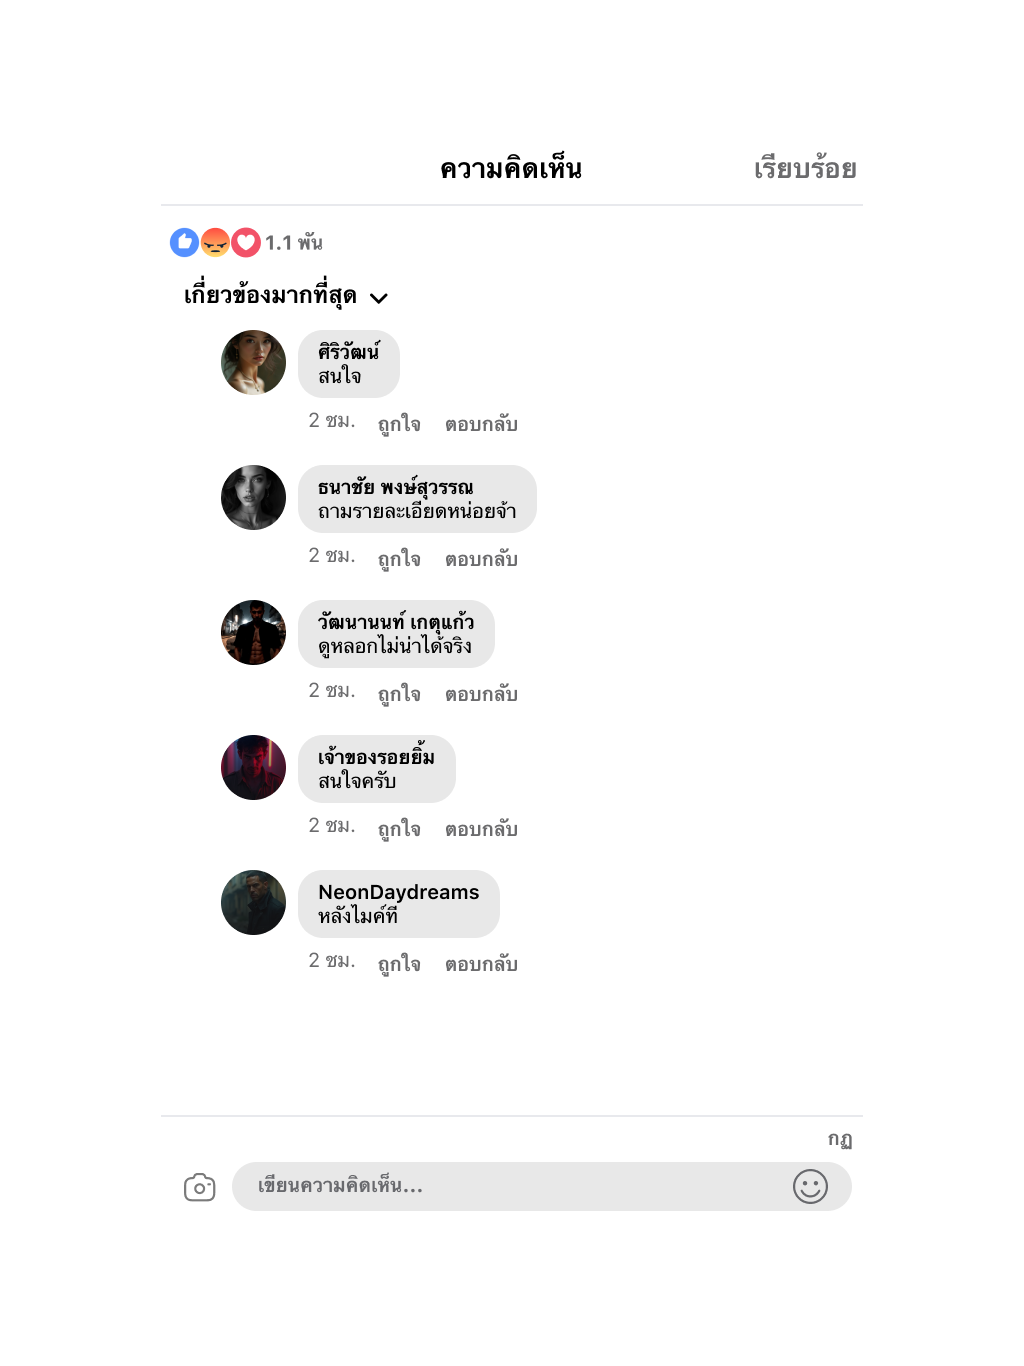 ความคิดเห็น
เรียบร้อย
1.1 พัน
เกี่ยวข้องมากที่สุด
ศิริวัฒน์
สนใจ
2 ชม. ถูกใจ ตอบกลับ
ธนาชัย พงษ์สุวรรณ
ถามรายละเอียดหน่อยจ้า
2 ชม. ถูกใจ ตอบกลับ
วัฒนานนท์ เกตุแก้ว
ดูหลอกไม่น่าได้จริง
2 ชม. ถูกใจ ตอบกลับ
เจ้าของรอยยิ้ม
สนใจครับ
2 ชม. ถูกใจ ตอบกลับ
NeonDaydreams
หลังไมค์ที
2 ชม. ถูกใจ ตอบกลับ
กฎ
เขียนความคิดเห็น...